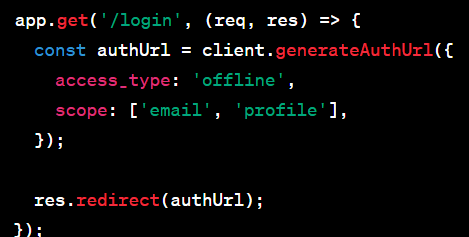 app.get('/login', (req, res) => {
  const authUrl = client.generateAuthUrl({
    access_type: 'offline',
    scope: ['email', 'profile'],
  });
  res.redirect(authUrl);
});